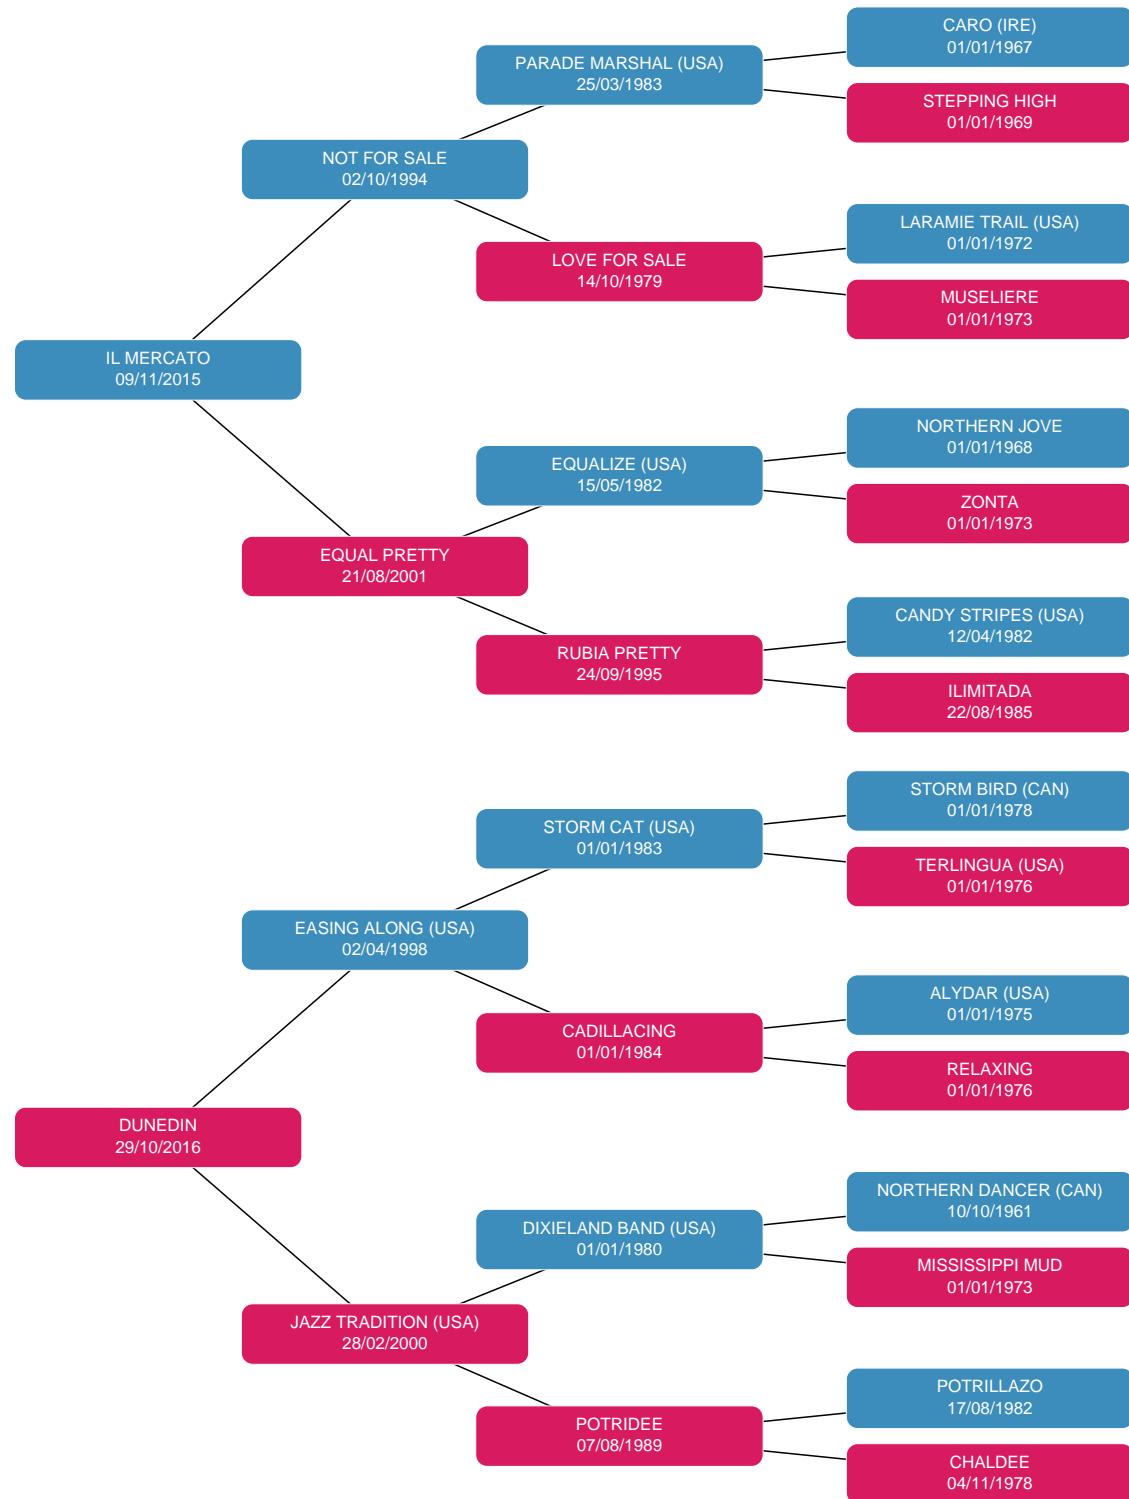 CARO (IRE)
01/01/1967
PARADE MARSHAL (USA)
25/03/1983
STEPPING HIGH
01/01/1969
NOT FOR SALE
02/10/1994
LARAMIE TRAIL (USA)
01/01/1972
LOVE FOR SALE
14/10/1979
MUSELIERE
01/01/1973
IL MERCATO
09/11/2015
NORTHERN JOVE
01/01/1968
EQUALIZE (USA)
15/05/1982
ZONTA
01/01/1973
EQUAL PRETTY
21/08/2001
CANDY STRIPES (USA)
12/04/1982
RUBIA PRETTY
24/09/1995
ILIMITADA
22/08/1985
STORM BIRD (CAN)
01/01/1978
STORM CAT (USA)
01/01/1983
TERLINGUA (USA)
01/01/1976
EASING ALONG (USA)
02/04/1998
ALYDAR (USA)
01/01/1975
CADILLACING
01/01/1984
RELAXING
01/01/1976
DUNEDIN
29/10/2016
NORTHERN DANCER (CAN)
10/10/1961
DIXIELAND BAND (USA)
01/01/1980
MISSISSIPPI MUD
01/01/1973
JAZZ TRADITION (USA)
28/02/2000
POTRILLAZO
17/08/1982
POTRIDEE
07/08/1989
CHALDEE
04/11/1978